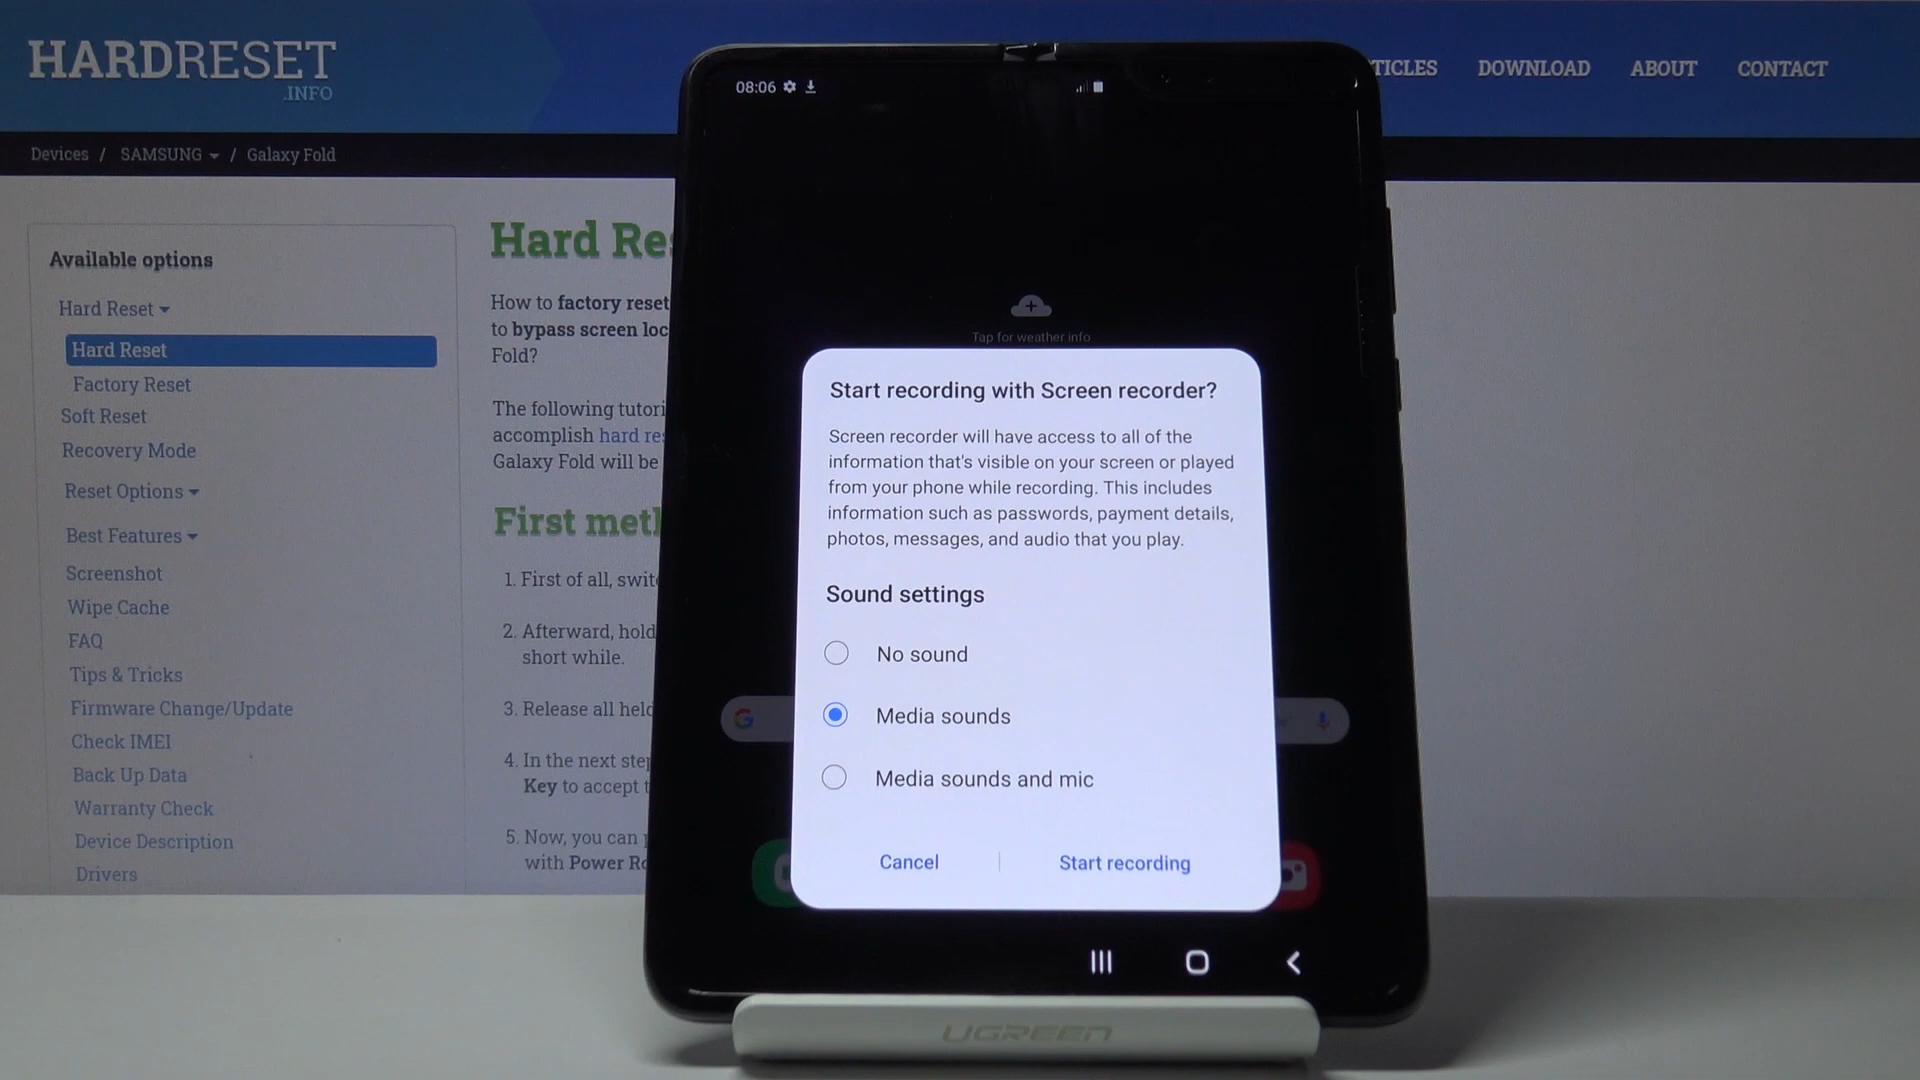 HARDRESET
.INFO
TICLES DOWNLOAD ABOUT CONTACT
Devices / SAMSUNG / Galaxy Fold
Available options
Hard Reset
Hard Reset
Factory Reset
Soft Reset
Recovery Mode
Reset Options
Best Features
Screenshot
Wipe Cache
FAQ
Tips & Tricks
Firmware Change/Update
Check IMEI
Back Up Data
Warranty Check
Device Description
Drivers
Hard Re
How to factory reset
to bypass screen loc
Fold?
The following tutori
accomplish hard re
Galaxy Fold will be
First met
1. First of all, swit
2. Afterward, hold
short while.
3. Release all held
4. In the next step
Key to accept t
5. Now, you can
with Power Ro
08:06
Tap for weather info
Start recording with Screen recorder?
Screen recorder will have access to all of the
information that's visible on your screen or played
from your phone while recording. This includes
information such as passwords, payment details,
photos, messages, and audio that you play.
Sound settings
No sound
Media sounds
Media sounds and mic
Cancel
Start recording
UGREEN